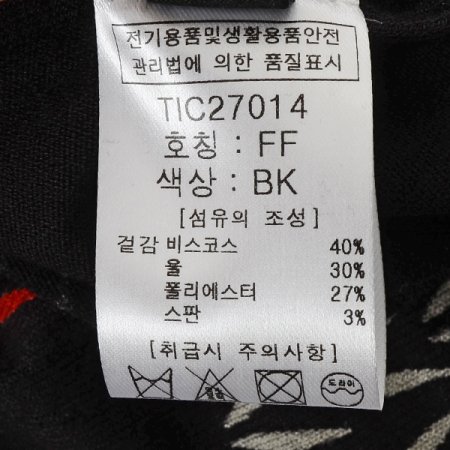 전기용품및생활용품안전
관리법에 의한 품질표시
TIC27014
호칭 : FF
색상 : BK
[섬유의 조성]
겉감 비스코스 40%
울 30%
폴리에스터 27%
스판 3%
[취급시 주의사항]
드라이